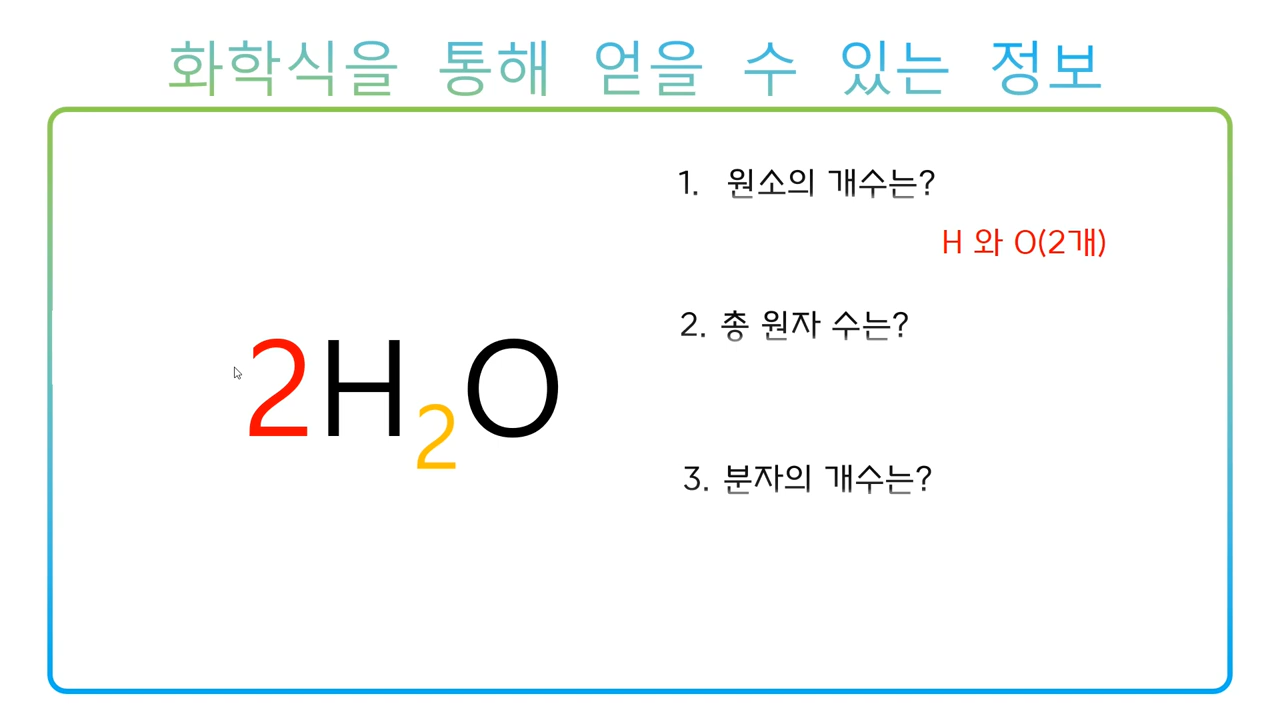 화학식을 통해 얻을 수 있는 정보
2H₂O
1. 원소의 개수는?
H 와 O(2개)
2. 총 원자 수는?
3. 분자의 개수는?